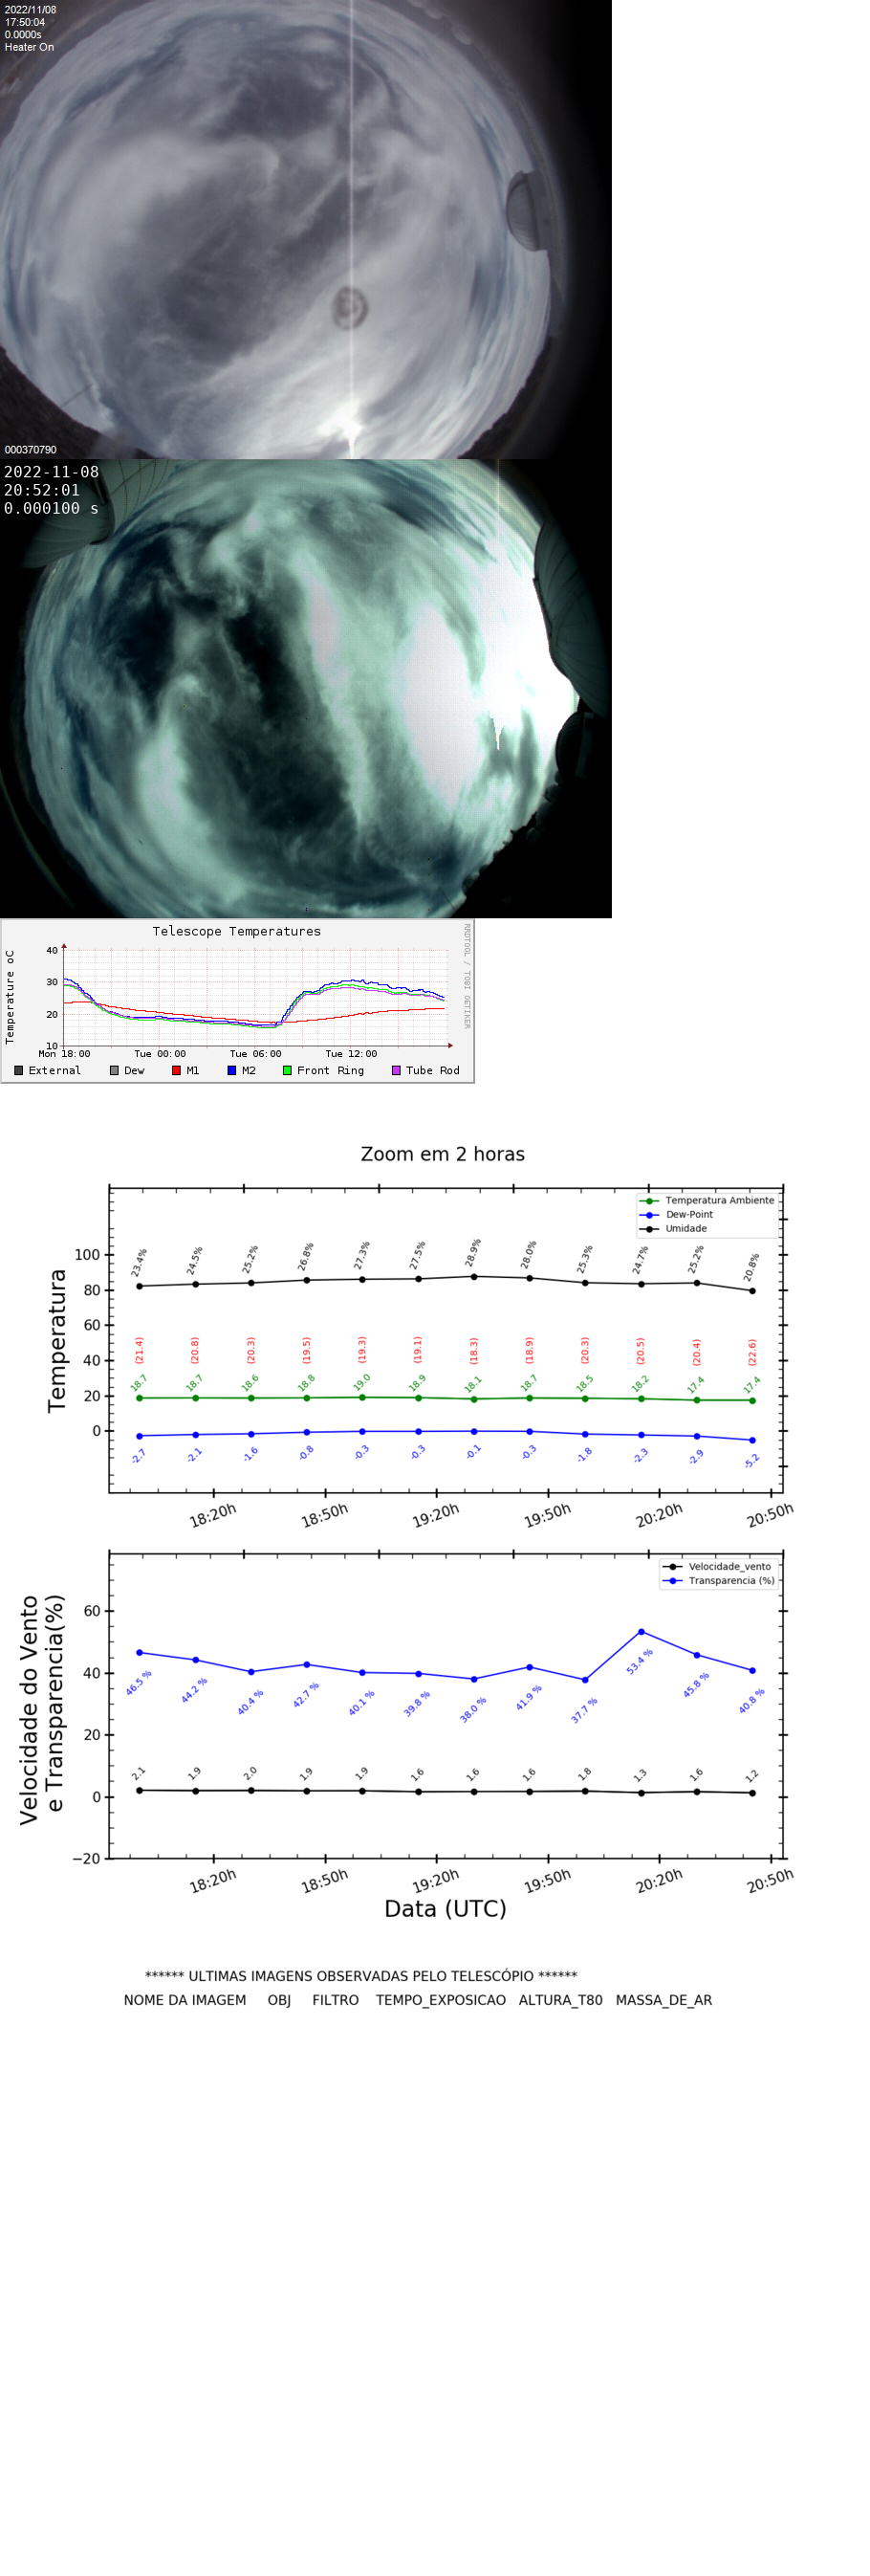 2022/11/08
17:50:04
0.0000s
Heater On
000370790
2022-11-08
20:52:01
0.000100 s
Telescope Temperatures
RRDTOOL / TOBI OETIKER
Temperature oC
40
30
20
10
Mon 18:00 Tue 00:00 Tue 06:00 Tue 12:00
External Dew M1 M2 Front Ring Tube Rod
Zoom em 2 horas
Temperatura Ambiente
Dew-Point
Umidade
Temperatura
100
80
60
40
20
0
23.4% 24.5% 25.2% 26.8% 27.3% 27.5% 28.9% 28.0% 25.3% 24.7% 25.2% 20.8%
(21.4) (20.8) (20.3) (19.5) (19.3) (19.1) (18.3) (18.9) (20.3) (20.5) (20.4) (22.6)
18.7 18.7 18.6 18.8 19.0 18.9 18.1 18.7 18.5 18.2 17.4 17.4
-2.7 -2.1 -1.6 -0.8 -0.3 -0.3 -0.1 -0.3 -1.8 -2.3 -2.9 -5.2
18:20h 18:50h 19:20h 19:50h 20:20h 20:50h
Velocidade_vento
Transparencia (%)
Velocidade do Vento
e Transparencia(%)
60
40
20
0
−20
46.5 % 44.2 % 40.4 % 42.7 % 40.1 % 39.8 % 38.0 % 41.9 % 37.7 % 53.4 % 45.8 % 40.8 %
2.1 1.9 2.0 1.9 1.9 1.6 1.6 1.6 1.8 1.3 1.6 1.2
18:20h 18:50h 19:20h 19:50h 20:20h 20:50h
Data (UTC)
****** ULTIMAS IMAGENS OBSERVADAS PELO TELESCÓPIO ******
NOME DA IMAGEM OBJ FILTRO TEMPO_EXPOSICAO ALTURA_T80 MASSA_DE_AR